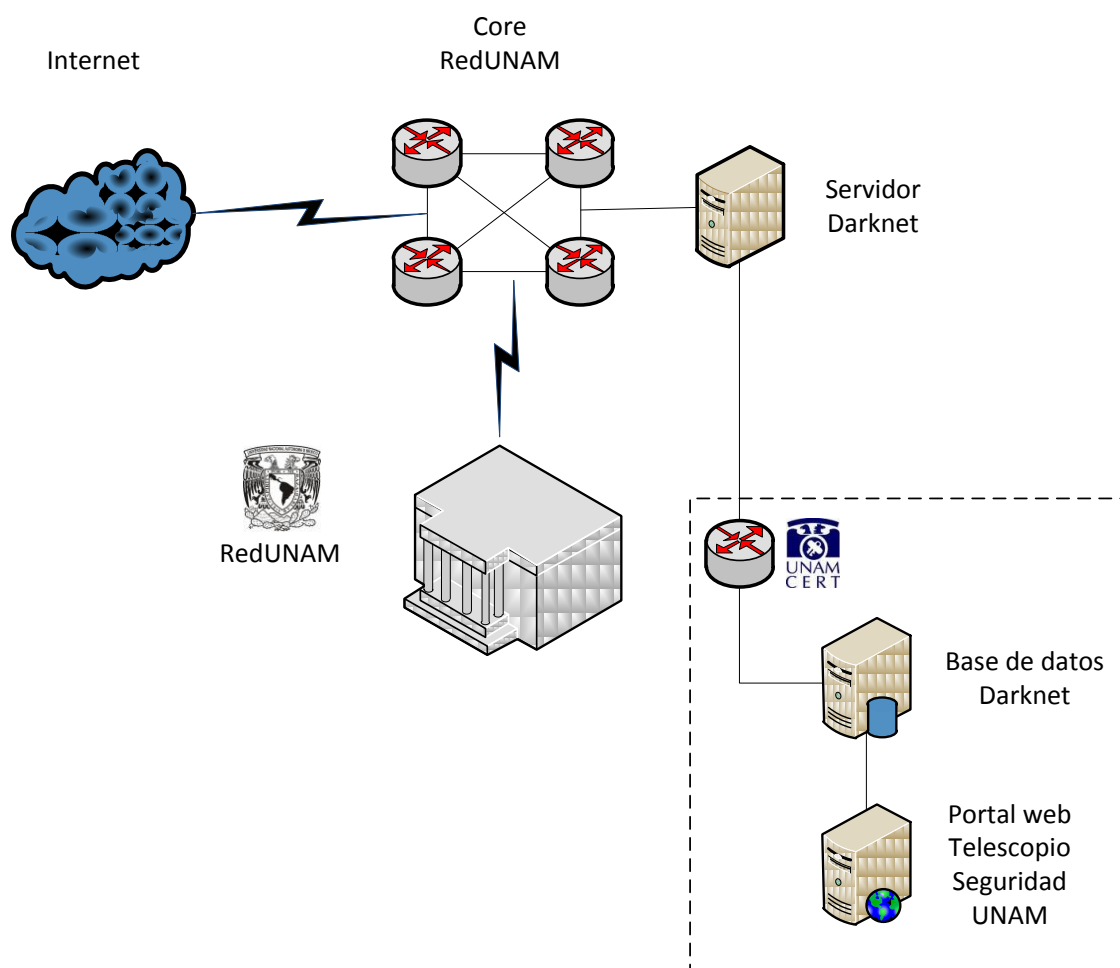 Core
RedUNAM
Internet
Servidor
Darknet
RedUNAM
UNAM
CERT
Base de datos
Darknet
Portal web
Telescopio
Seguridad
UNAM